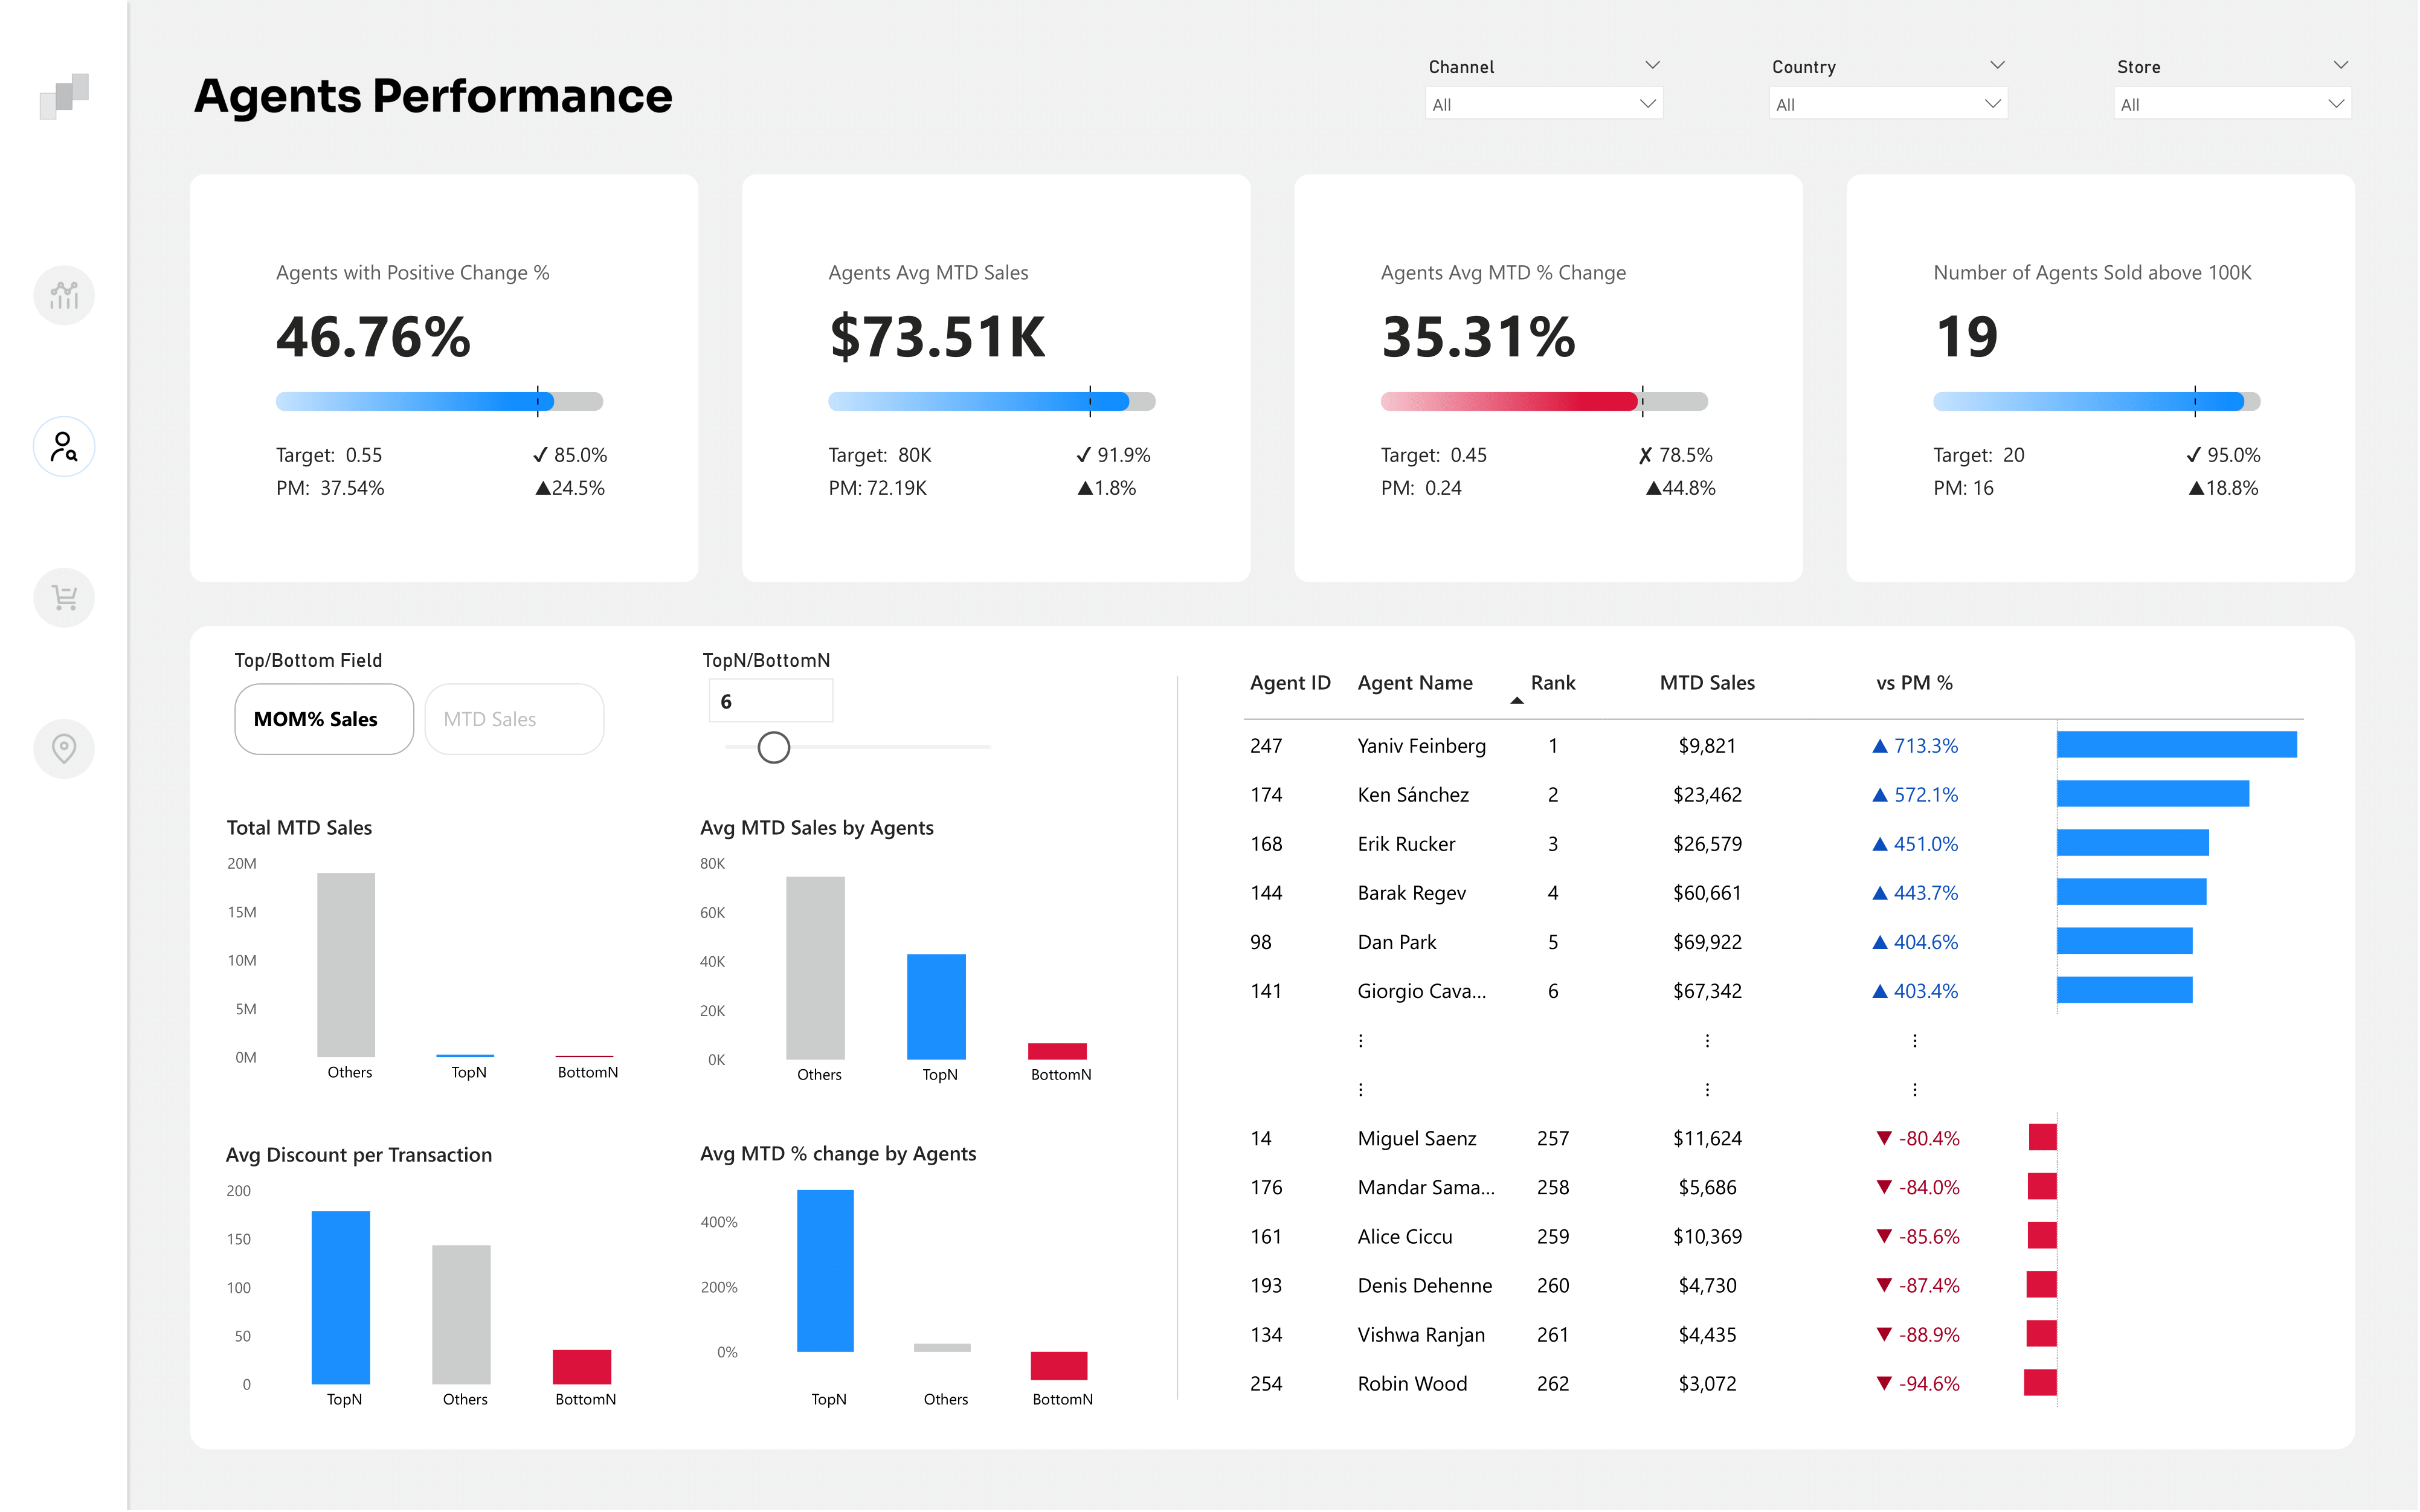 Agents Performance
Channel
All
Country
All
Store
All
Agents with Positive Change %
46.76%
Target: 0.55 ✓ 85.0%
PM: 37.54% ▲24.5%
Agents Avg MTD Sales
$73.51K
Target: 80K ✓ 91.9%
PM: 72.19K ▲1.8%
Agents Avg MTD % Change
35.31%
Target: 0.45 ✗ 78.5%
PM: 0.24 ▲44.8%
Number of Agents Sold above 100K
19
Target: 20 ✓ 95.0%
PM: 16 ▲18.8%
Top/Bottom Field
MOM% Sales
MTD Sales
TopN/BottomN
6
Total MTD Sales
20M
15M
10M
5M
0M
Others TopN BottomN
Avg MTD Sales by Agents
80K
60K
40K
20K
0K
Others TopN BottomN
Avg Discount per Transaction
200
150
100
50
0
TopN Others BottomN
Avg MTD % change by Agents
400%
200%
0%
TopN Others BottomN
Agent ID Agent Name Rank MTD Sales vs PM %
247 Yaniv Feinberg 1 $9,821 ▲ 713.3%
174 Ken Sánchez 2 $23,462 ▲ 572.1%
168 Erik Rucker 3 $26,579 ▲ 451.0%
144 Barak Regev 4 $60,661 ▲ 443.7%
98 Dan Park 5 $69,922 ▲ 404.6%
141 Giorgio Cava... 6 $67,342 ▲ 403.4%
⋮ ⋮ ⋮
⋮ ⋮ ⋮
14 Miguel Saenz 257 $11,624 ▼ -80.4%
176 Mandar Sama... 258 $5,686 ▼ -84.0%
161 Alice Ciccu 259 $10,369 ▼ -85.6%
193 Denis Dehenne 260 $4,730 ▼ -87.4%
134 Vishwa Ranjan 261 $4,435 ▼ -88.9%
254 Robin Wood 262 $3,072 ▼ -94.6%